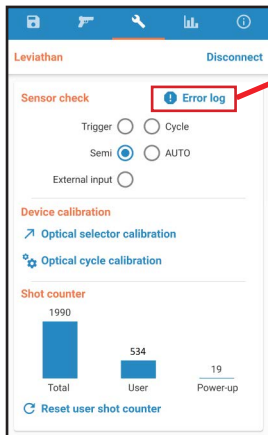 Leviathan Disconnect
Sensor check Error log
Trigger Cycle
Semi AUTO
External input
Device calibration
Optical selector calibration
Optical cycle calibration
Shot counter
1990
534
19
Total User Power-up
Reset user shot counter